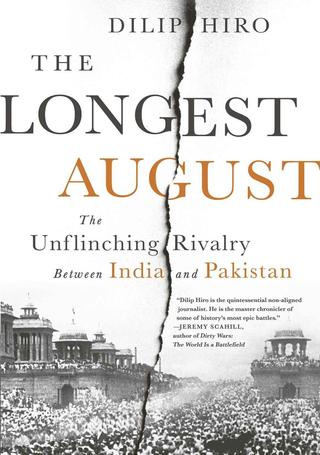 DILIP HIRO
THE
LONGEST
AUGUST
The
Unflinching Rivalry
Between India and Pakistan
"Dilip Hiro is the quintessential non-aligned
journalist. He is the master chronicler of
some of history's most epic battles."
—JEREMY SCAHILL,
author of Dirty Wars:
The World Is a Battlefield